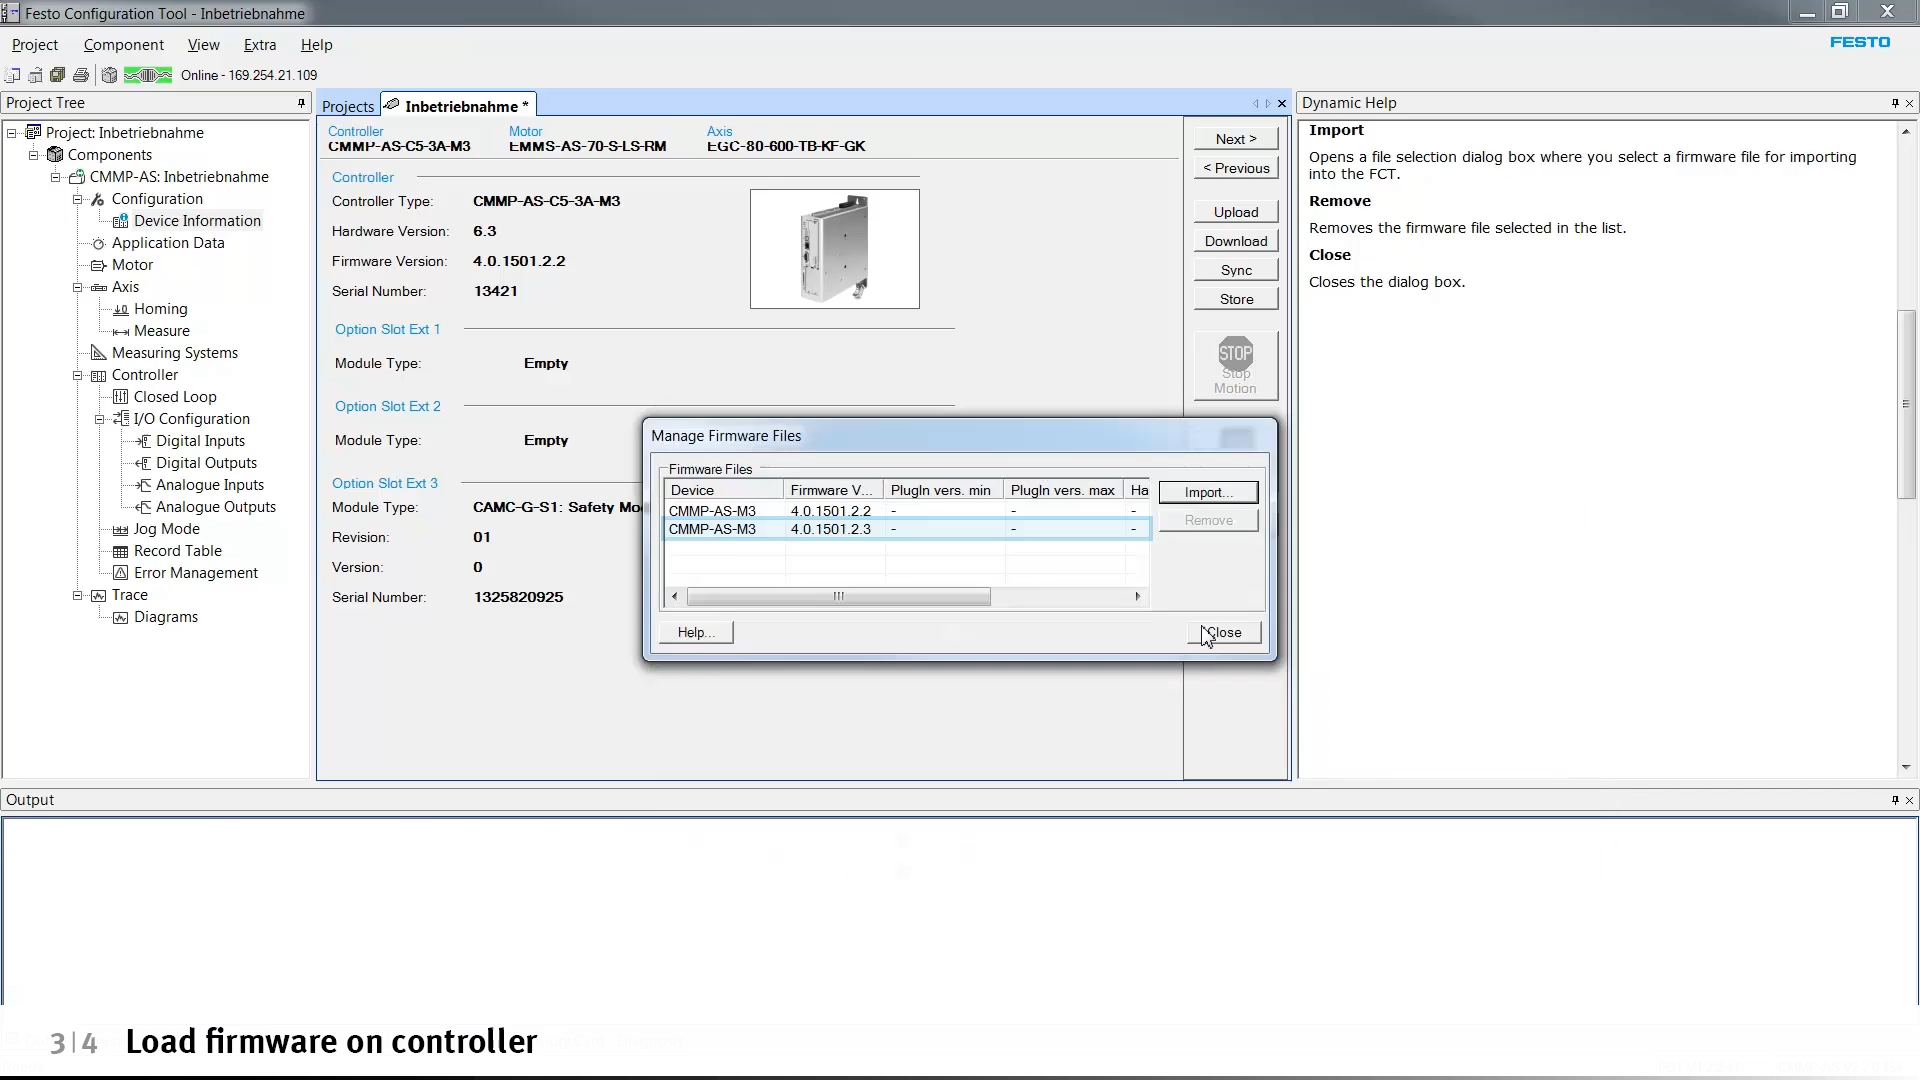 Festo Configuration Tool - Inbetriebnahme
Project Component View Extra Help
FESTO
Online - 169.254.21.109
Project Tree
Project: Inbetriebnahme
Components
CMMP-AS: Inbetriebnahme
Configuration
Device Information
Application Data
Motor
Axis
Homing
Measure
Measuring Systems
Controller
Closed Loop
I/O Configuration
Digital Inputs
Digital Outputs
Analogue Inputs
Analogue Outputs
Jog Mode
Record Table
Error Management
Trace
Diagrams
Projects Inbetriebnahme *
Controller Motor Axis
CMMP-AS-C5-3A-M3 EMMS-AS-70-S-LS-RM EGC-80-600-TB-KF-GK
Controller
Controller Type: CMMP-AS-C5-3A-M3
Hardware Version: 6.3
Firmware Version: 4.0.1501.2.2
Serial Number: 13421
Option Slot Ext 1
Module Type: Empty
Option Slot Ext 2
Module Type: Empty
Option Slot Ext 3
Module Type: CAMC-G-S1: Safety Mo
Revision: 01
Version: 0
Serial Number: 1325820925
Next >
< Previous
Upload
Download
Sync
Store
STOP
Stop
Motion
Manage Firmware Files
Firmware Files
Device Firmware V... PlugIn vers. min PlugIn vers. max Ha
CMMP-AS-M3 4.0.1501.2.2 - - -
CMMP-AS-M3 4.0.1501.2.3 - - -
Import...
Remove
Help...
Close
Dynamic Help
Import
Opens a file selection dialog box where you select a firmware file for importing
into the FCT.
Remove
Removes the firmware file selected in the list.
Close
Closes the dialog box.
Output
3|4 Load firmware on controller